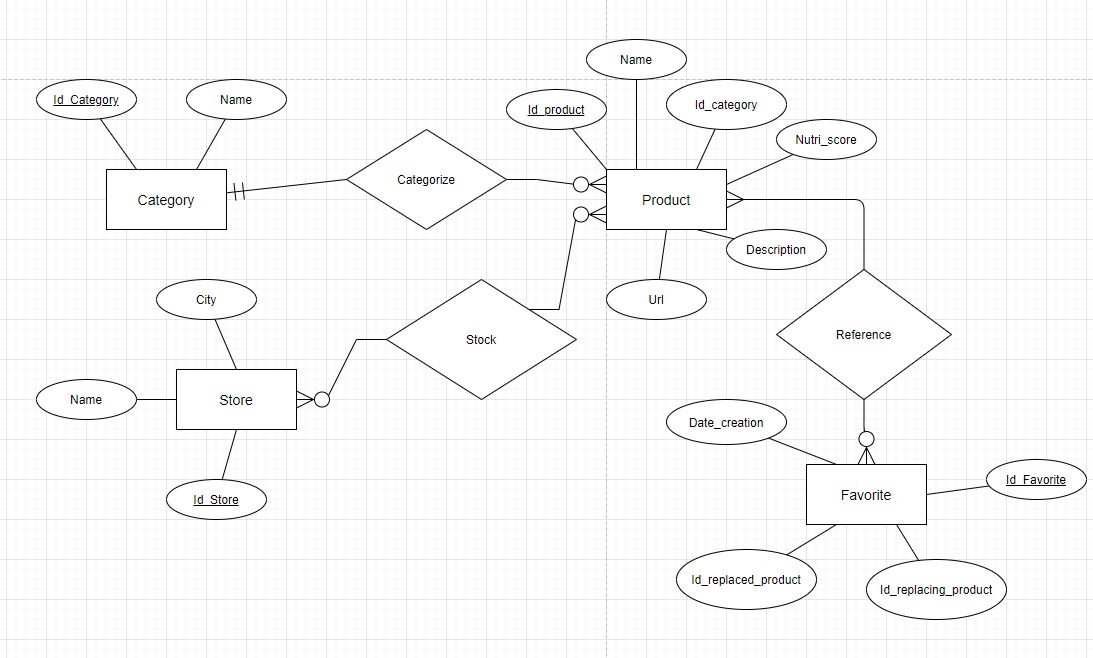 Name
Id_Category
Name
Id_product
Id_category
Nutri_score
Categorize
Category
Product
Description
City
Url
Stock
Reference
Name
Store
Date_creation
Id_Store
Favorite
Id_Favorite
Id_replaced_product
Id_replacing_product